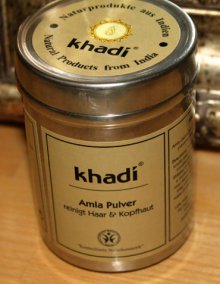 Naturprodukte aus Indien
khadi®
Natural Products from India
khadi®
Amla Pulver
reinigt Haar & Kopfhaut